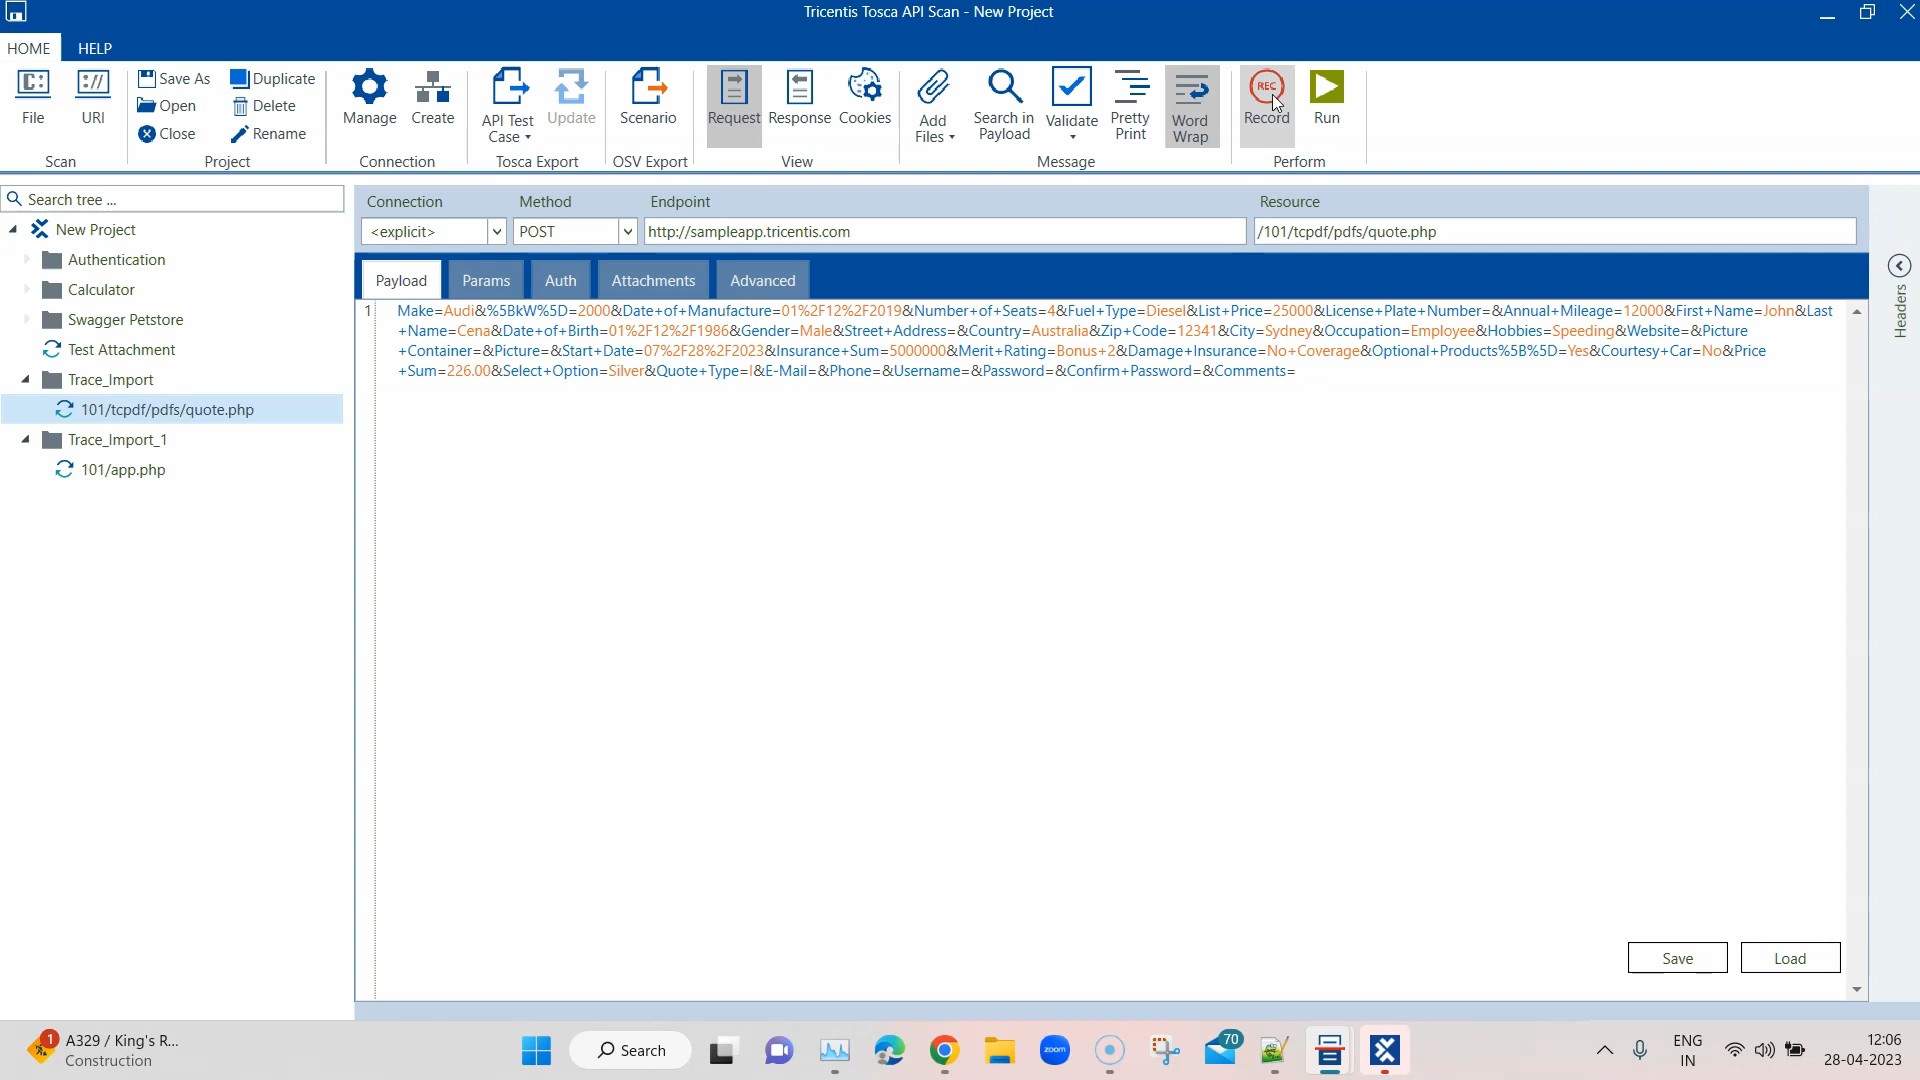 Tricentis Tosca API Scan - New Project
HOME HELP
File URI Save As Open Close Duplicate Delete Rename
Manage Create API Test Case Update Scenario
Request Response Cookies Add Files Search in Payload Validate Pretty Print Word Wrap
REC Record Run
Scan Project Connection Tosca Export OSV Export View Message Perform
Search tree ...
New Project
Authentication
Calculator
Swagger Petstore
Test Attachment
Trace_Import
101/tcpdf/pdfs/quote.php
Trace_Import_1
101/app.php
Connection Method Endpoint Resource
<explicit> POST http://sampleapp.tricentis.com /101/tcpdf/pdfs/quote.php
Payload Params Auth Attachments Advanced
Headers
1 Make=Audi&%5BkW%5D=2000&Date+of+Manufacture=01%2F12%2F2019&Number+of+Seats=4&Fuel+Type=Diesel&List+Price=25000&License+Plate+Number=&Annual+Mileage=12000&First+Name=John&Last
+Name=Cena&Date+of+Birth=01%2F12%2F1986&Gender=Male&Street+Address=&Country=Australia&Zip+Code=12341&City=Sydney&Occupation=Employee&Hobbies=Speeding&Website=&Picture
+Container=&Picture=&Start+Date=07%2F28%2F2023&Insurance+Sum=5000000&Merit+Rating=Bonus+2&Damage+Insurance=No+Coverage&Optional+Products%5B%5D=Yes&Courtesy+Car=No&Price
+Sum=226.00&Select+Option=Silver&Quote+Type=I&E-Mail=&Phone=&Username=&Password=&Confirm+Password=&Comments=
Save Load
1 A329 / King's R...
Construction
Search
zoom
70
ENG
IN
12:06
28-04-2023